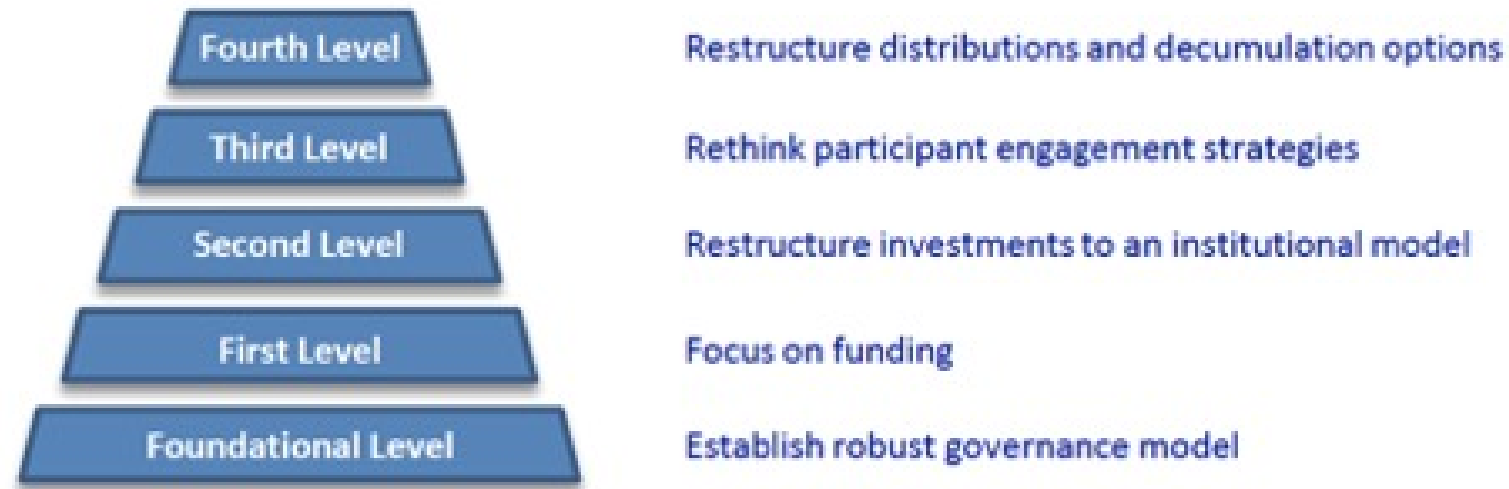 Fourth Level
Restructure distributions and decumulation options
Third Level
Rethink participant engagement strategies
Second Level
Restructure investments to an institutional model
First Level
Focus on funding
Foundational Level
Establish robust governance model